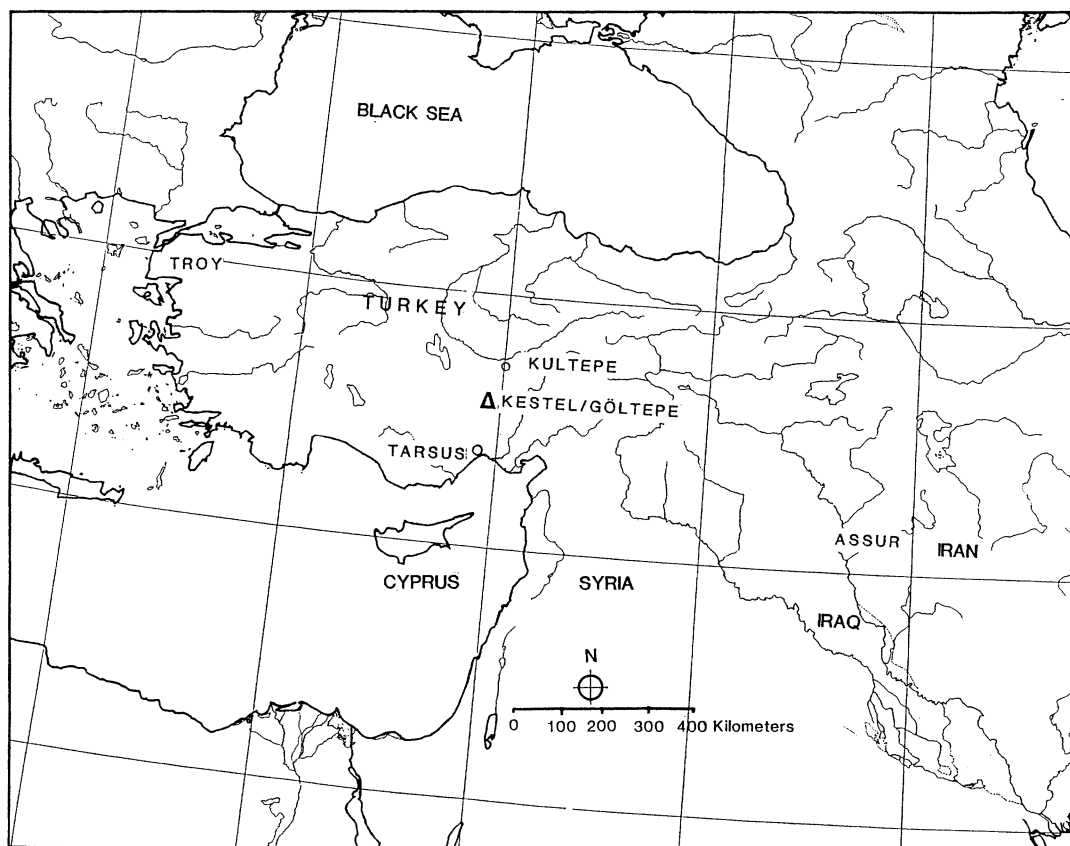 BLACK SEA
TROY
TURKEY
KULTEPE
Δ KESTEL/GÖLTEPE
TARSUS
ASSUR
IRAN
CYPRUS
SYRIA
IRAQ
N
0 100 200 300 400 Kilometers